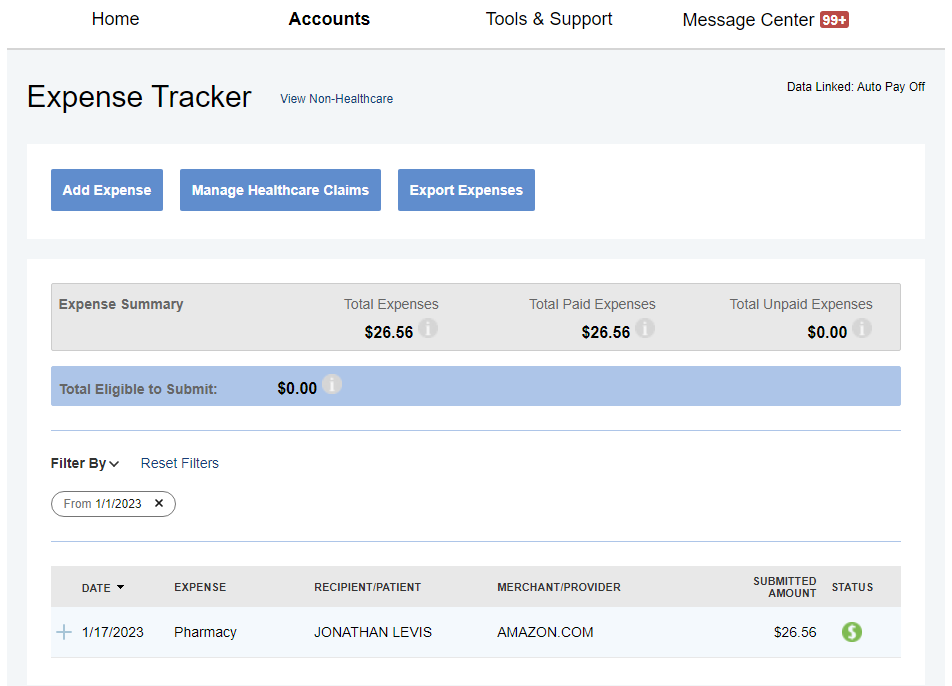 Home Accounts Tools & Support Message Center 99+
Expense Tracker View Non-Healthcare Data Linked: Auto Pay Off
Add Expense Manage Healthcare Claims Export Expenses
Expense Summary Total Expenses Total Paid Expenses Total Unpaid Expenses
$26.56 $26.56 $0.00
Total Eligible to Submit: $0.00
Filter By Reset Filters
From 1/1/2023 ×
DATE EXPENSE RECIPIENT/PATIENT MERCHANT/PROVIDER SUBMITTED AMOUNT STATUS
+ 1/17/2023 Pharmacy JONATHAN LEVIS AMAZON.COM $26.56 $